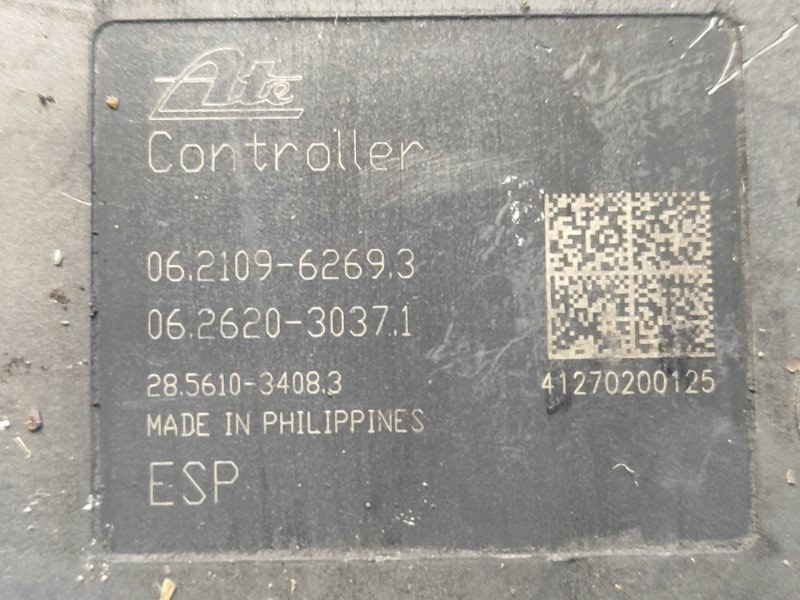 Ate
Controller
06.2109-6269.3
06.2620-3037.1
28.5610-3408.3
41270200125
MADE IN PHILIPPINES
ESP